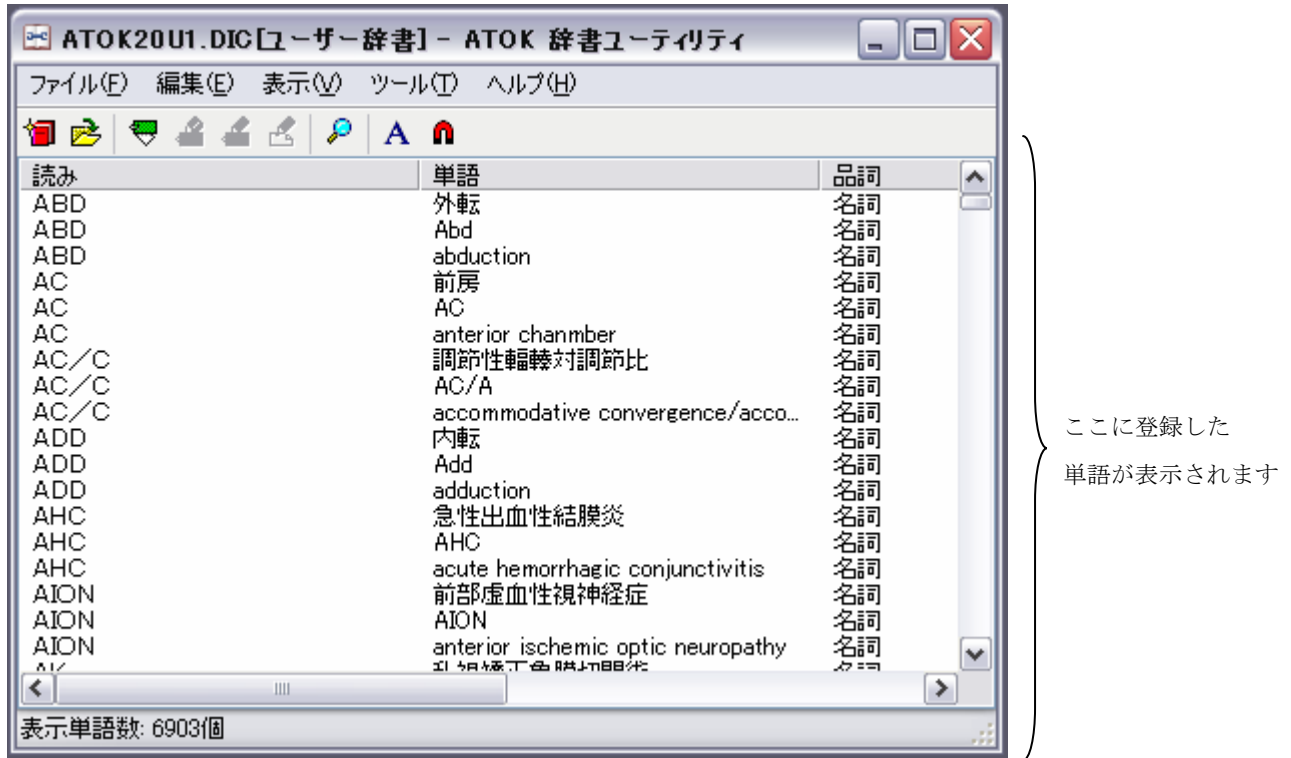 ATOK20U1.DIC[ユーザー辞書] - ATOK 辞書ユーティリティ
ファイル(F) 編集(E) 表示(V) ツール(T) ヘルプ(H)
A
読み 単語 品詞
ABD 外転 名詞
ABD Abd 名詞
ABD abduction 名詞
AC 前房 名詞
AC AC 名詞
AC anterior chanmber 名詞
AC/C 調節性輻輳対調節比 名詞
AC/C AC/A 名詞
AC/C accommodative convergence/acco... 名詞
ADD 内転 名詞
ADD Add 名詞
ADD adduction 名詞
AHC 急性出血性結膜炎 名詞
AHC AHC 名詞
AHC acute hemorrhagic conjunctivitis 名詞
AION 前部虚血性視神経症 名詞
AION AION 名詞
AION anterior ischemic optic neuropathy 名詞
表示単語数: 6903個
ここに登録した
単語が表示されます